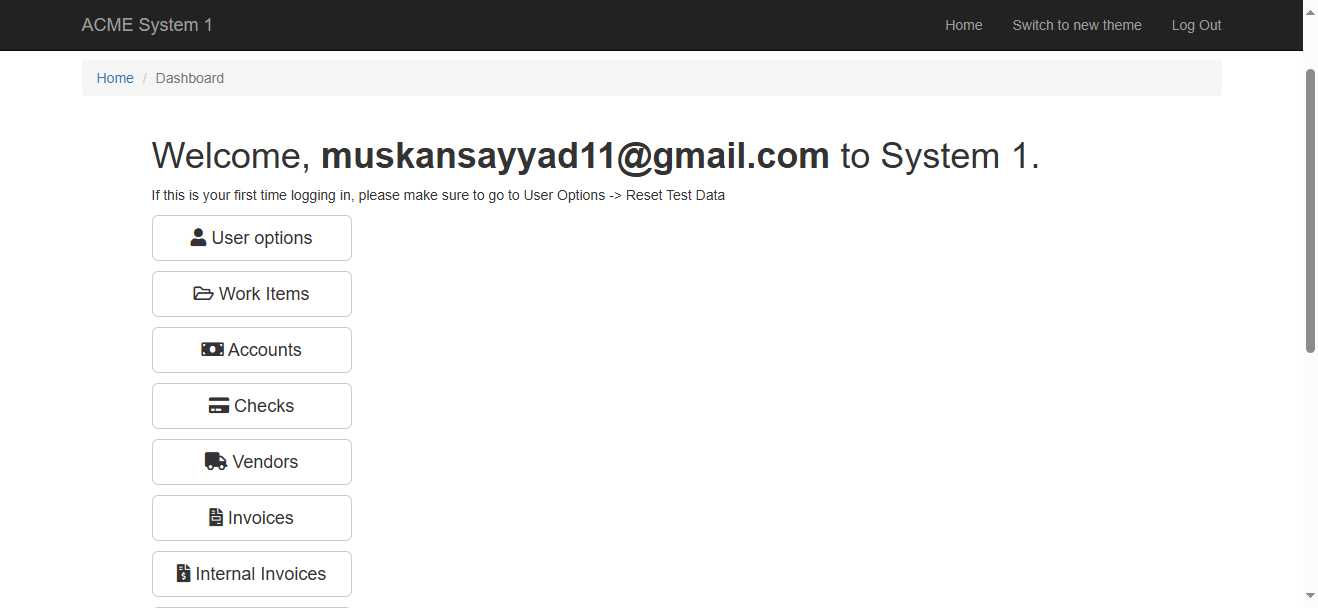 ACME System 1
Home
Switch to new theme
Log Out
Home / Dashboard
Welcome, muskansayyad11@gmail.com to System 1.
If this is your first time logging in, please make sure to go to User Options -> Reset Test Data
User options
Work Items
Accounts
Checks
Vendors
Invoices
Internal Invoices